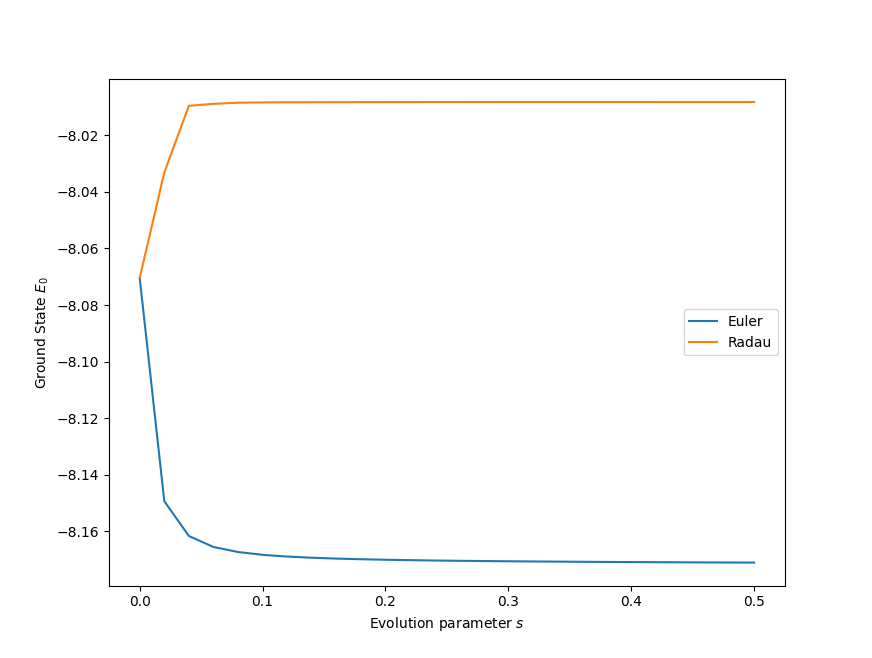 −8.02
−8.04
−8.06
−8.08
−8.10
−8.12
−8.14
−8.16
Ground State E₀
Euler
Radau
0.0 0.1 0.2 0.3 0.4 0.5
Evolution parameter s